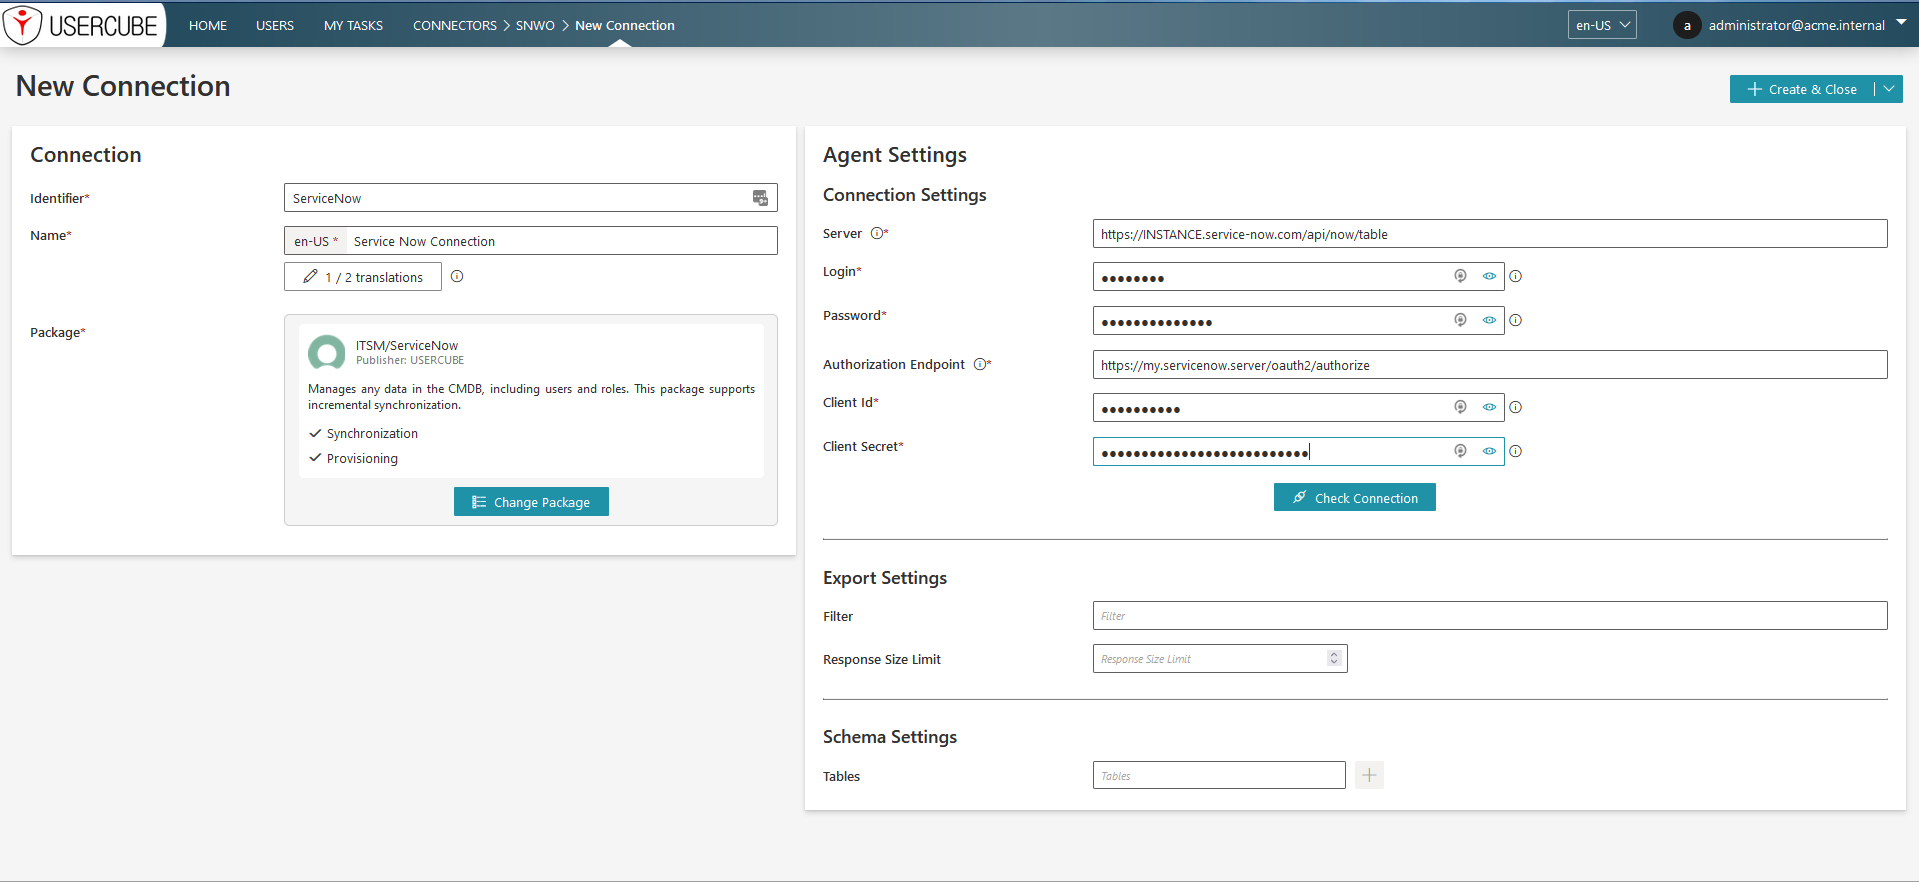 USERCUBE HOME USERS MY TASKS CONNECTORS > SNWO > New Connection en-US a administrator@acme.internal
New Connection
+ Create & Close
Connection
Identifier* ServiceNow
Name* en-US * Service Now Connection
1 / 2 translations
Package*
ITSM/ServiceNow
Publisher: USERCUBE
Manages any data in the CMDB, including users and roles. This package supports
incremental synchronization.
Synchronization
Provisioning
Change Package
Agent Settings
Connection Settings
Server * https://INSTANCE.service-now.com/api/now/table
Login* ●●●●●●●●
Password* ●●●●●●●●●●●●●●
Authorization Endpoint * https://my.servicenow.server/oauth2/authorize
Client Id* ●●●●●●●●●●
Client Secret* ●●●●●●●●●●●●●●●●●●●●●●●●●●
Check Connection
Export Settings
Filter Filter
Response Size Limit Response Size Limit
Schema Settings
Tables Tables +